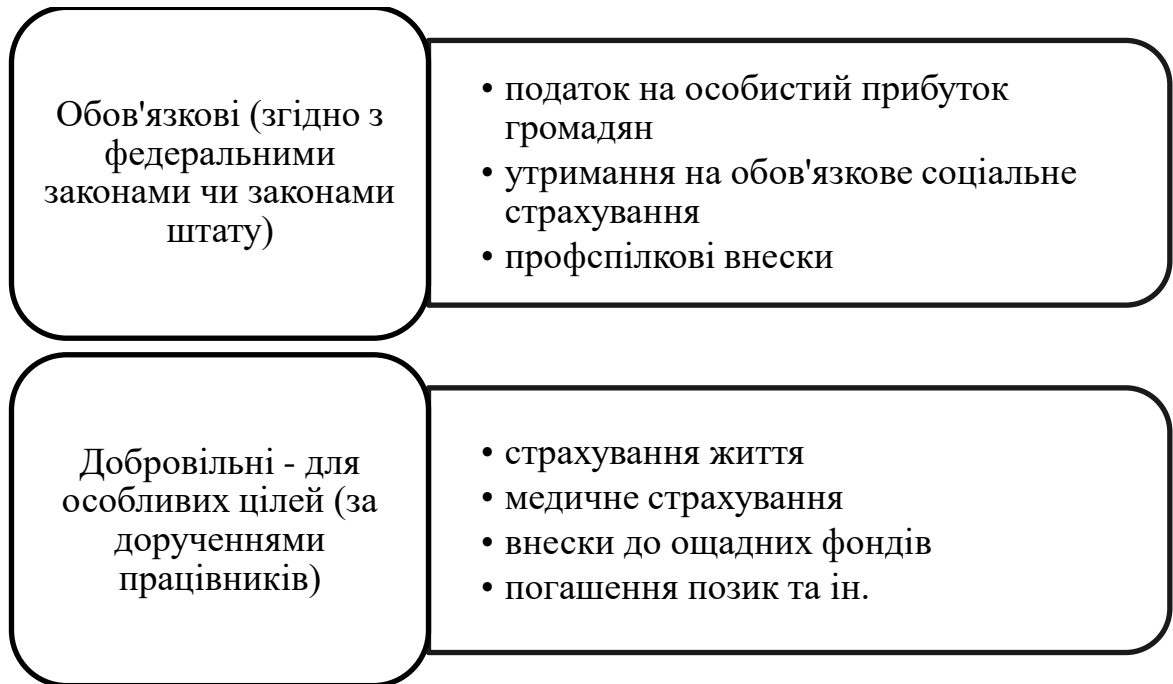 Обов'язкові (згідно з
федеральними
законами чи законами
штату)
• податок на особистий прибуток
громадян
• утримання на обов'язкове соціальне
страхування
• профспілкові внески
Добровільні - для
особливих цілей (за
дорученнями
працівників)
• страхування життя
• медичне страхування
• внески до ощадних фондів
• погашення позик та ін.